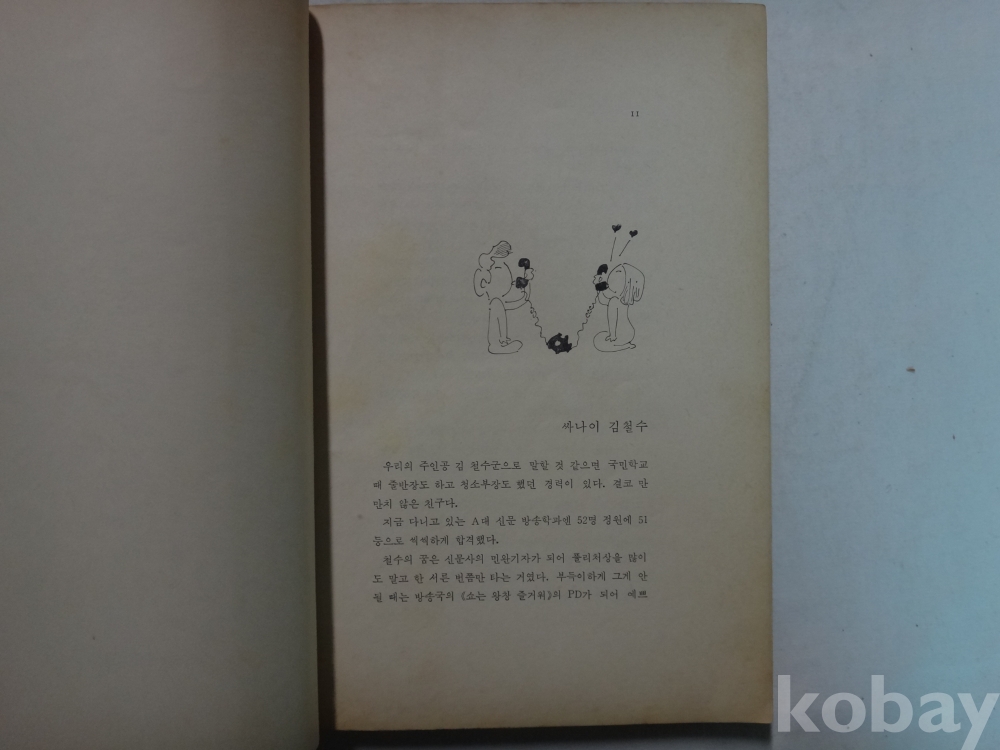 11
싸나이 김철수
우리의 주인공 김 철수군으로 말할 것 같으면 국민학교
때 줄반장도 하고 청소부장도 했던 경력이 있다. 결코 만
만치 않은 친구다.
지금 다니고 있는 A대 신문 방송학과엔 52명 정원에 51
등으로 씩씩하게 합격했다.
철수의 꿈은 신문사의 민완기자가 되어 퓰리처상을 많이
도 말고 한 서른 번쯤만 타는 거였다. 부득이하게 그게 안
될 때는 방송국의 《쇼는 왕창 즐거워》의 PD가 되어 예쁘
kobay